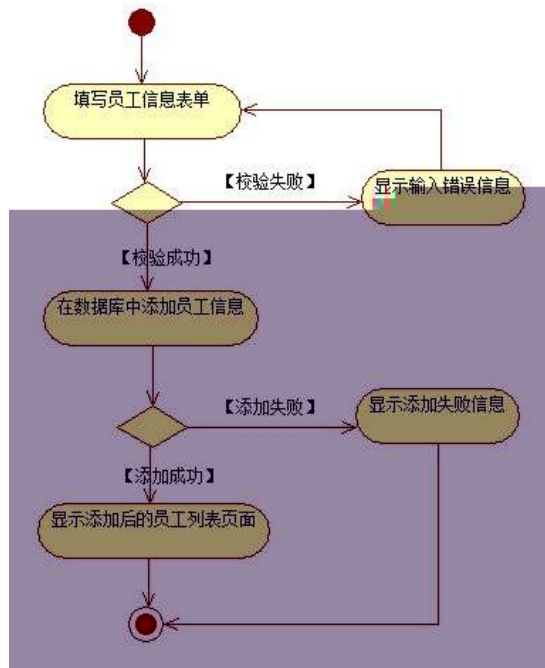 填写员工信息表单
【校验失败】
显示输入错误信息
【校验成功】
在数据库中添加员工信息
【添加失败】
显示添加失败信息
【添加成功】
显示添加后的员工列表页面